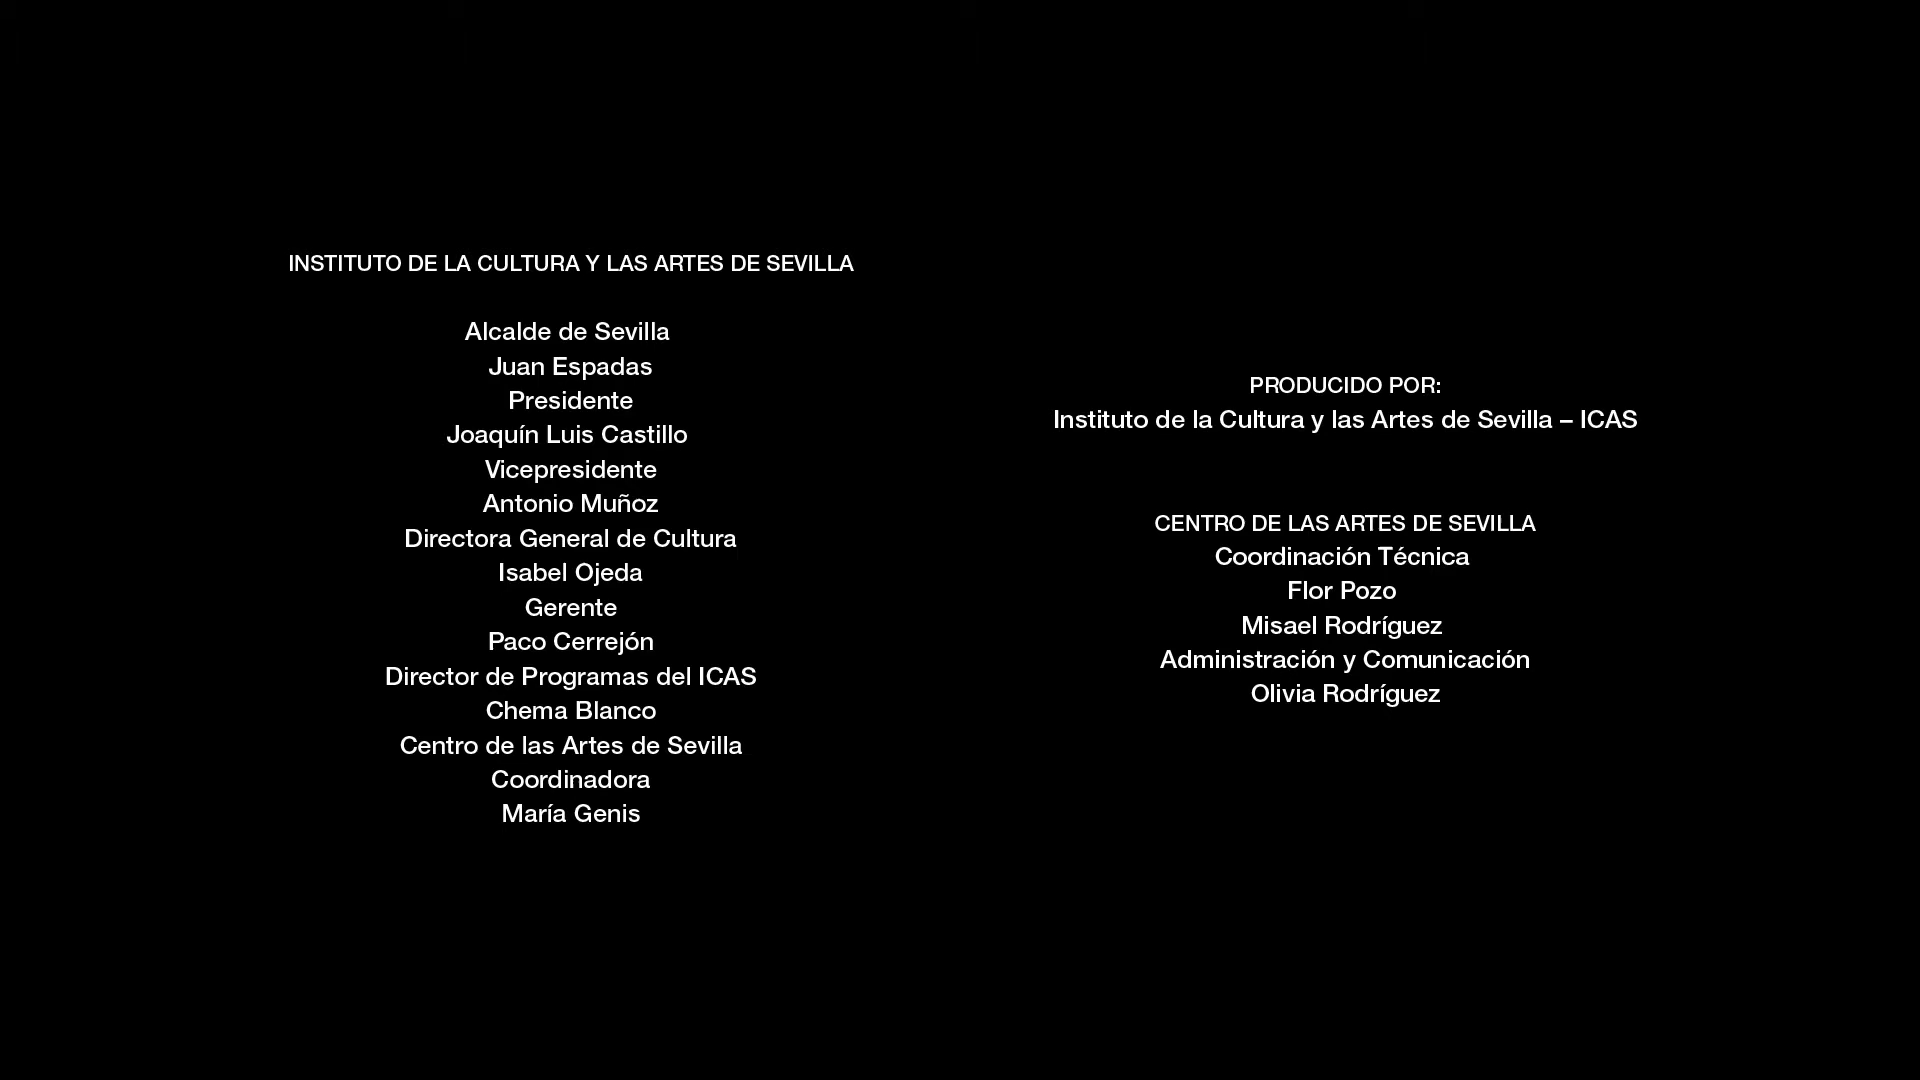 INSTITUTO DE LA CULTURA Y LAS ARTES DE SEVILLA
Alcalde de Sevilla
Juan Espadas
Presidente
Joaquín Luis Castillo
Vicepresidente
Antonio Muñoz
Directora General de Cultura
Isabel Ojeda
Gerente
Paco Cerrejón
Director de Programas del ICAS
Chema Blanco
Centro de las Artes de Sevilla
Coordinadora
María Genis
PRODUCIDO POR:
Instituto de la Cultura y las Artes de Sevilla – ICAS
CENTRO DE LAS ARTES DE SEVILLA
Coordinación Técnica
Flor Pozo
Misael Rodríguez
Administración y Comunicación
Olivia Rodríguez